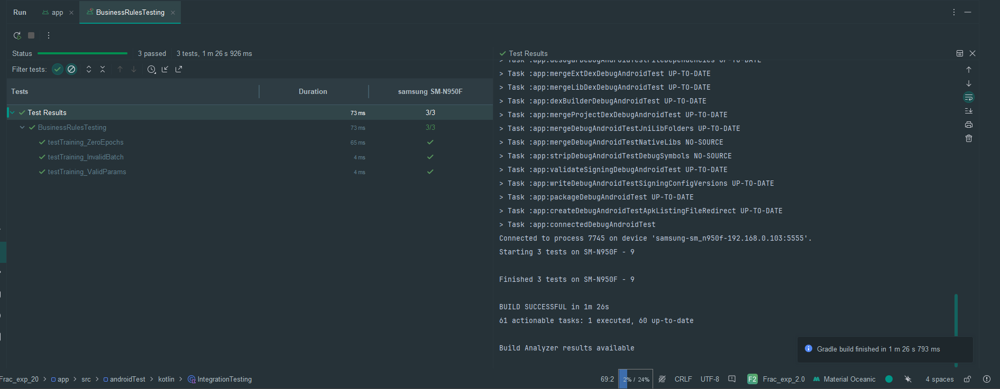 Run app BusinessRulesTesting
Status 3 passed 3 tests, 1 m 26 s 926 ms
Filter tests:
Tests Duration samsung SM-N950F
Test Results 73 ms 3/3
BusinessRulesTesting 73 ms 3/3
testTraining_ZeroEpochs 65 ms
testTraining_InvalidBatch 4 ms
testTraining_ValidParams 4 ms
Test Results
> Task :app:desugarDebugAndroidTestFileDependencies UP-TO-DATE
> Task :app:mergeExtDexDebugAndroidTest UP-TO-DATE
> Task :app:mergeLibDexDebugAndroidTest UP-TO-DATE
> Task :app:dexBuilderDebugAndroidTest UP-TO-DATE
> Task :app:mergeProjectDexDebugAndroidTest UP-TO-DATE
> Task :app:mergeDebugAndroidTestJniLibFolders UP-TO-DATE
> Task :app:mergeDebugAndroidTestNativeLibs NO-SOURCE
> Task :app:stripDebugAndroidTestDebugSymbols NO-SOURCE
> Task :app:validateSigningDebugAndroidTest UP-TO-DATE
> Task :app:writeDebugAndroidTestSigningConfigVersions UP-TO-DATE
> Task :app:packageDebugAndroidTest UP-TO-DATE
> Task :app:createDebugAndroidTestApkListingFileRedirect UP-TO-DATE
> Task :app:connectedDebugAndroidTest
Connected to process 7745 on device 'samsung-sm_n950f-192.168.0.103:5555'.
Starting 3 tests on SM-N950F - 9
Finished 3 tests on SM-N950F - 9
BUILD SUCCESSFUL in 1m 26s
61 actionable tasks: 1 executed, 60 up-to-date
Build Analyzer results available
Gradle build finished in 1 m 26 s 793 ms
Frac_exp_20 > app > src > androidTest > kotlin > IntegrationTesting
69:2 2% / 24% CRLF UTF-8 F2 Frac_exp_2.0 Material Oceanic 4 spaces